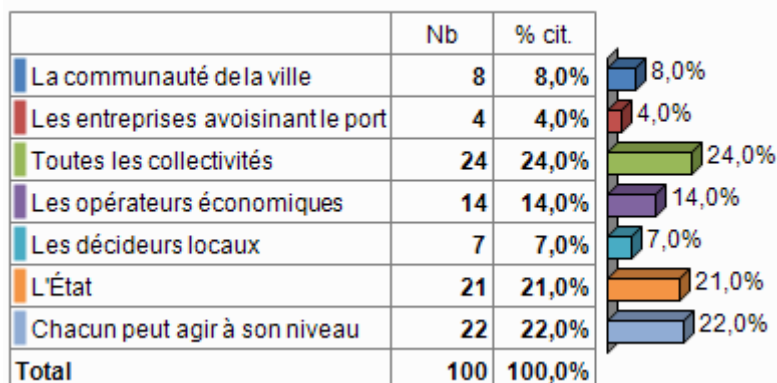 Nb % cit.
La communauté de la ville 8 8,0% 8,0%
Les entreprises avoisinant le port 4 4,0% 4,0%
Toutes les collectivités 24 24,0% 24,0%
Les opérateurs économiques 14 14,0% 14,0%
Les décideurs locaux 7 7,0% 7,0%
L'État 21 21,0% 21,0%
Chacun peut agir à son niveau 22 22,0% 22,0%
Total 100 100,0%